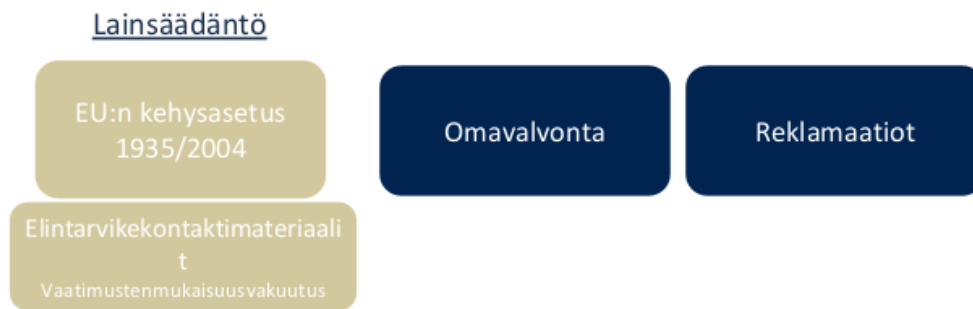 Lainsäädäntö
EU:n kehysasetus
1935/2004
Omavalvonta
Reklamaatiot
Elintarvikekontaktimateriaali
t
Vaatimustenmukaisuusvakuutus